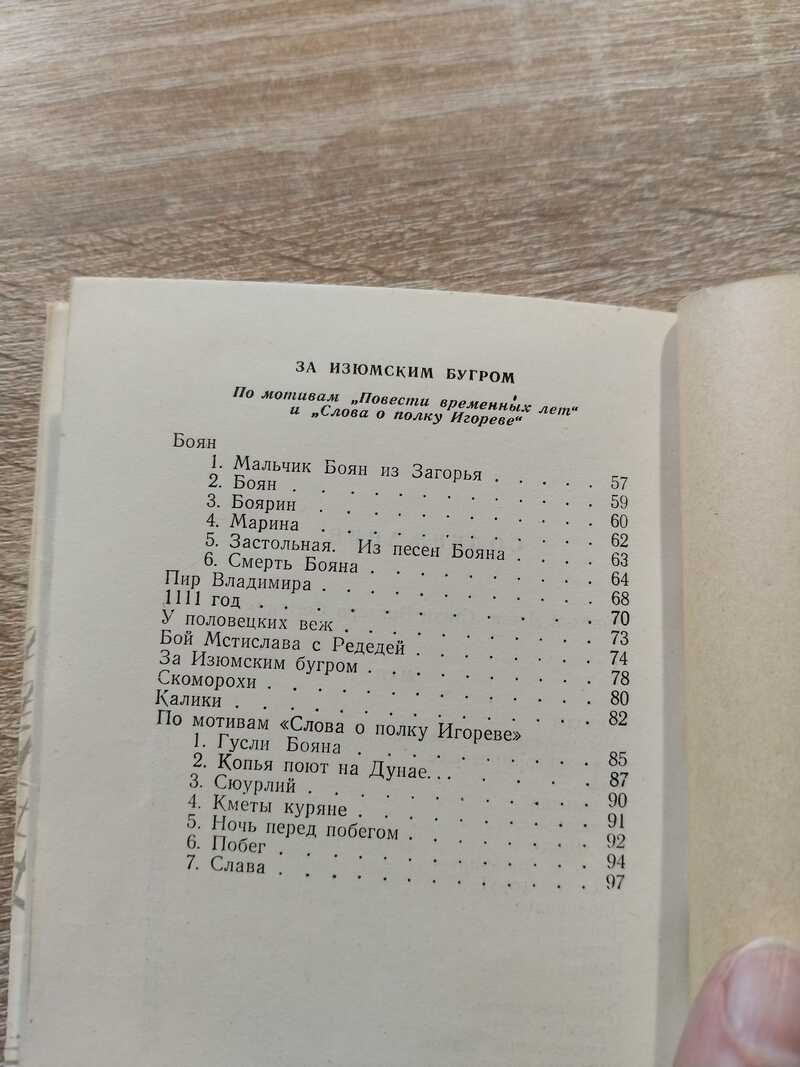 ЗА ИЗЮМСКИМ БУГРОМ
По мотивам „Повести временны́х лет“
и „Слова о полку Игореве“
Боян
1. Мальчик Боян из Загорья . . . . . 57
2. Боян . . . . . . . . . . . . . 59
3. Боярин . . . . . . . . . . . . 60
4. Марина . . . . . . . . . . . . 62
5. Застольная. Из песен Бояна . . . . 63
6. Смерть Бояна . . . . . . . . . . 64
Пир Владимира . . . . . . . . . . . . 68
1111 год . . . . . . . . . . . . . . . 70
У половецких веж . . . . . . . . . . . 73
Бой Мстислава с Редедей . . . . . . . . 74
За Изюмским бугром . . . . . . . . . . 78
Скоморохи . . . . . . . . . . . . . . 80
Калики . . . . . . . . . . . . . . . . 82
По мотивам «Слова о полку Игореве»
1. Гусли Бояна . . . . . . . . . . 85
2. Копья поют на Дунае... . . . . . . 87
3. Сюурлий . . . . . . . . . . . . 90
4. Кметы куряне . . . . . . . . . . 91
5. Ночь перед побегом . . . . . . . . 92
6. Побег . . . . . . . . . . . . . 94
7. Слава . . . . . . . . . . . . . 97